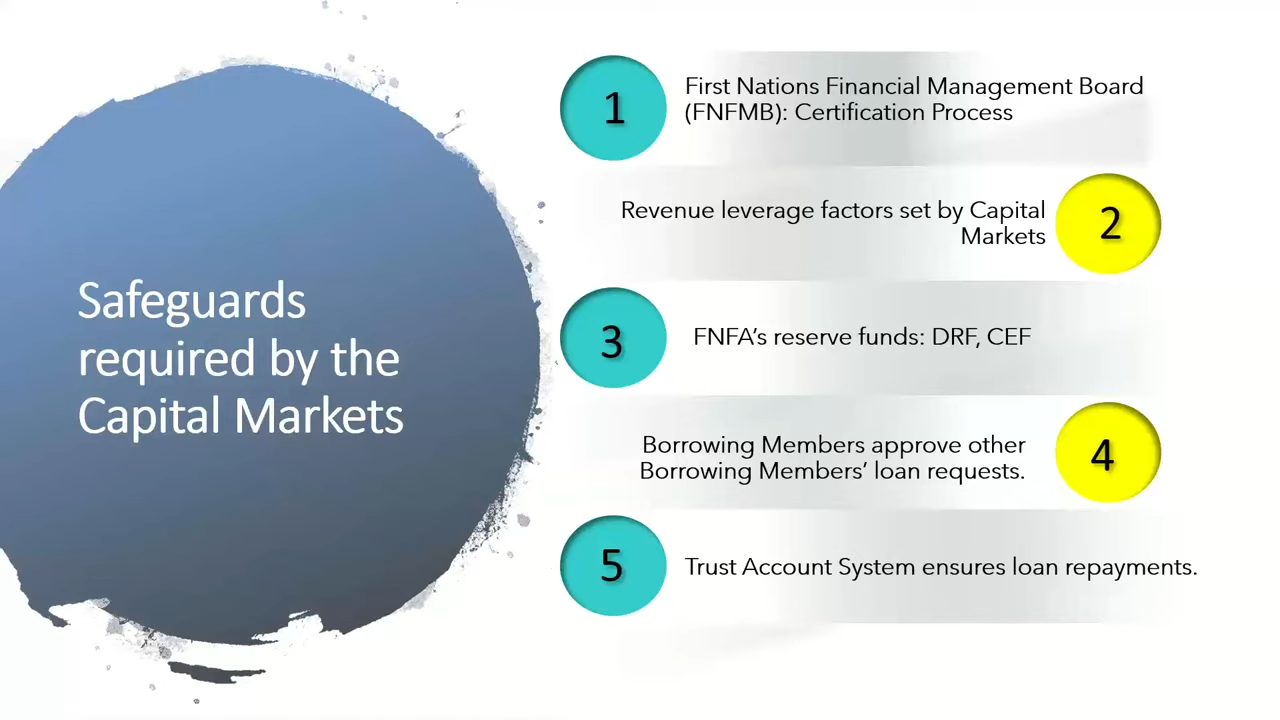 Safeguards
required by the
Capital Markets
1
First Nations Financial Management Board
(FNFMB): Certification Process
Revenue leverage factors set by Capital
Markets
2
3
FNFA’s reserve funds: DRF, CEF
Borrowing Members approve other
Borrowing Members’ loan requests.
4
5
Trust Account System ensures loan repayments.